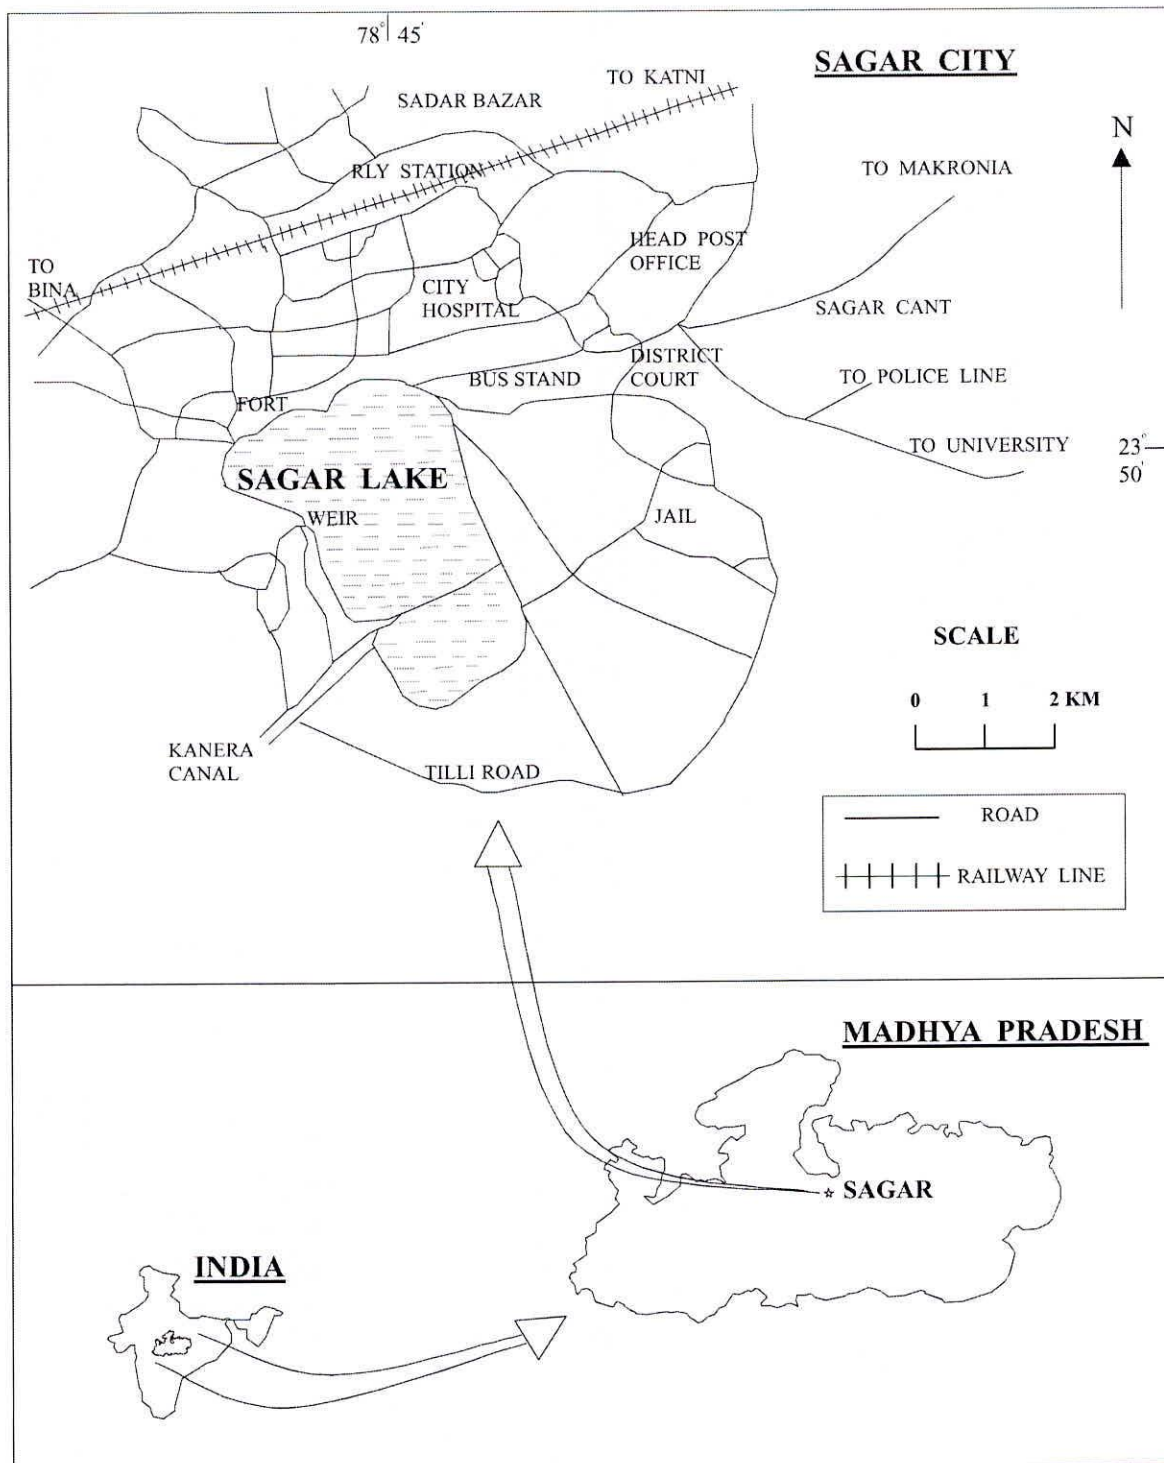 78° 45'
SAGAR CITY
TO KATNI
SADAR BAZAR
N
RLY STATION
TO MAKRONIA
HEAD POST
OFFICE
TO
BINA
CITY
HOSPITAL
SAGAR CANT
DISTRICT
COURT
BUS STAND
TO POLICE LINE
FORT
TO UNIVERSITY
23°
50'
SAGAR LAKE
WEIR
JAIL
SCALE
0 1 2 KM
KANERA
CANAL
TILLI ROAD
ROAD
RAILWAY LINE
MADHYA PRADESH
SAGAR
INDIA